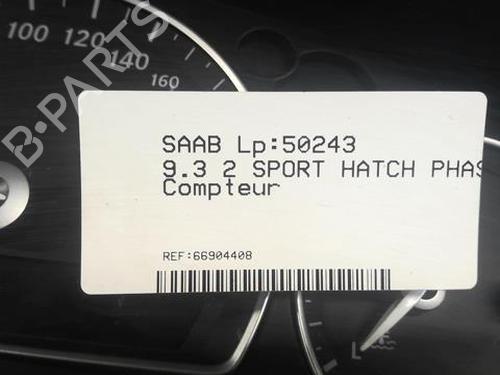 100 120 140 160
B-PARTS
SAAB Lp:50243
9.3 2 SPORT HATCH PHAS
Compteur
REF:66904408
L